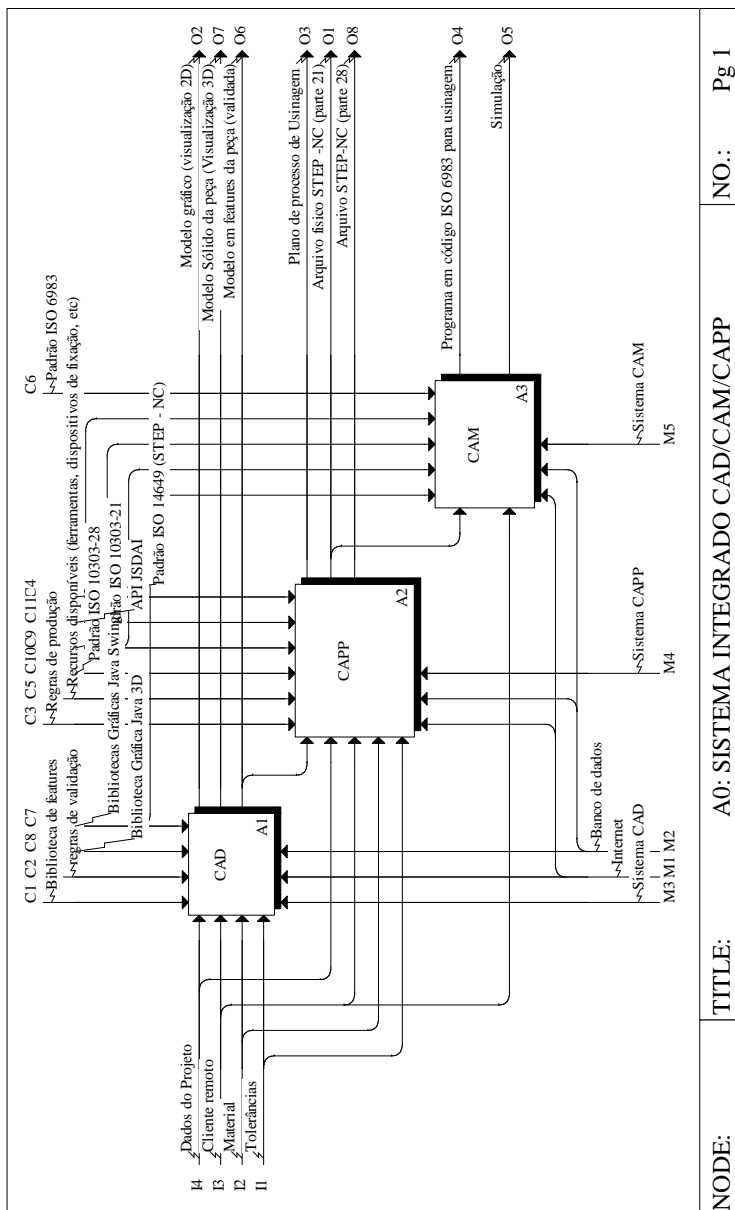 C1 C2 C8 C7
Biblioteca de features
regras de validação
Bibliotecas Gráficas Java Swing
Biblioteca Gráfica Java 3D
C3 C5 C10C9 C11C4
Regras de produção
Recursos disponíveis (ferramentas, dispositivos de fixação, etc)
Padrão ISO 10303-28
Padrão ISO 10303-21
API JSDAI
Padrão ISO 14649 (STEP - NC)
C6
Padrão ISO 6983
I4
Dados do Projeto
I3
Cliente remoto
I2
Material
I1
Tolerâncias
CAD
A1
CAPP
A2
CAM
A3
Modelo gráfico (visualização 2D)
O2
Modelo Sólido da peça (Visualização 3D)
O7
Modelo em features da peça (validada)
O6
Plano de processo de Usinagem
O3
Arquivo físico STEP -NC (parte 21)
O1
Arquivo STEP-NC (parte 28)
O8
Programa em código ISO 6983 para usinagem
O4
Simulação
O5
Banco de dados
Internet
Sistema CAD
M3 M1 M2
Sistema CAPP
M4
Sistema CAM
M5
NODE:
TITLE:
A0: SISTEMA INTEGRADO CAD/CAM/CAPP
NO.:
Pg 1